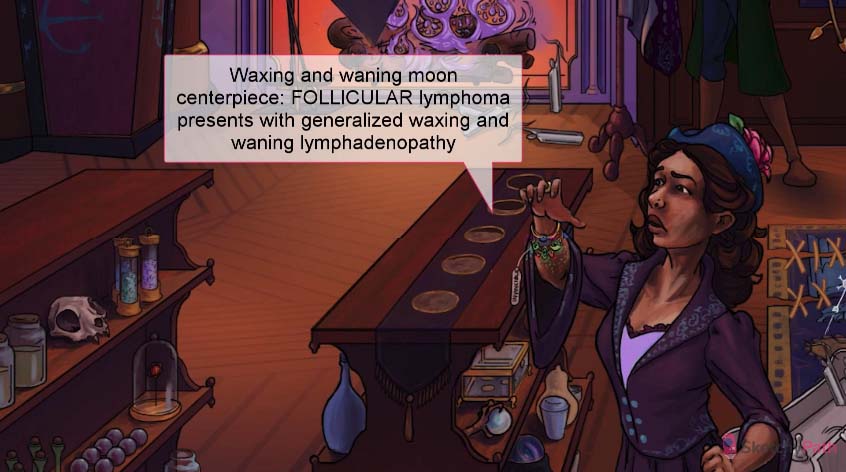 Waxing and waning moon
centerpiece: FOLLICULAR lymphoma
presents with generalized waxing and
waning lymphadenopathy